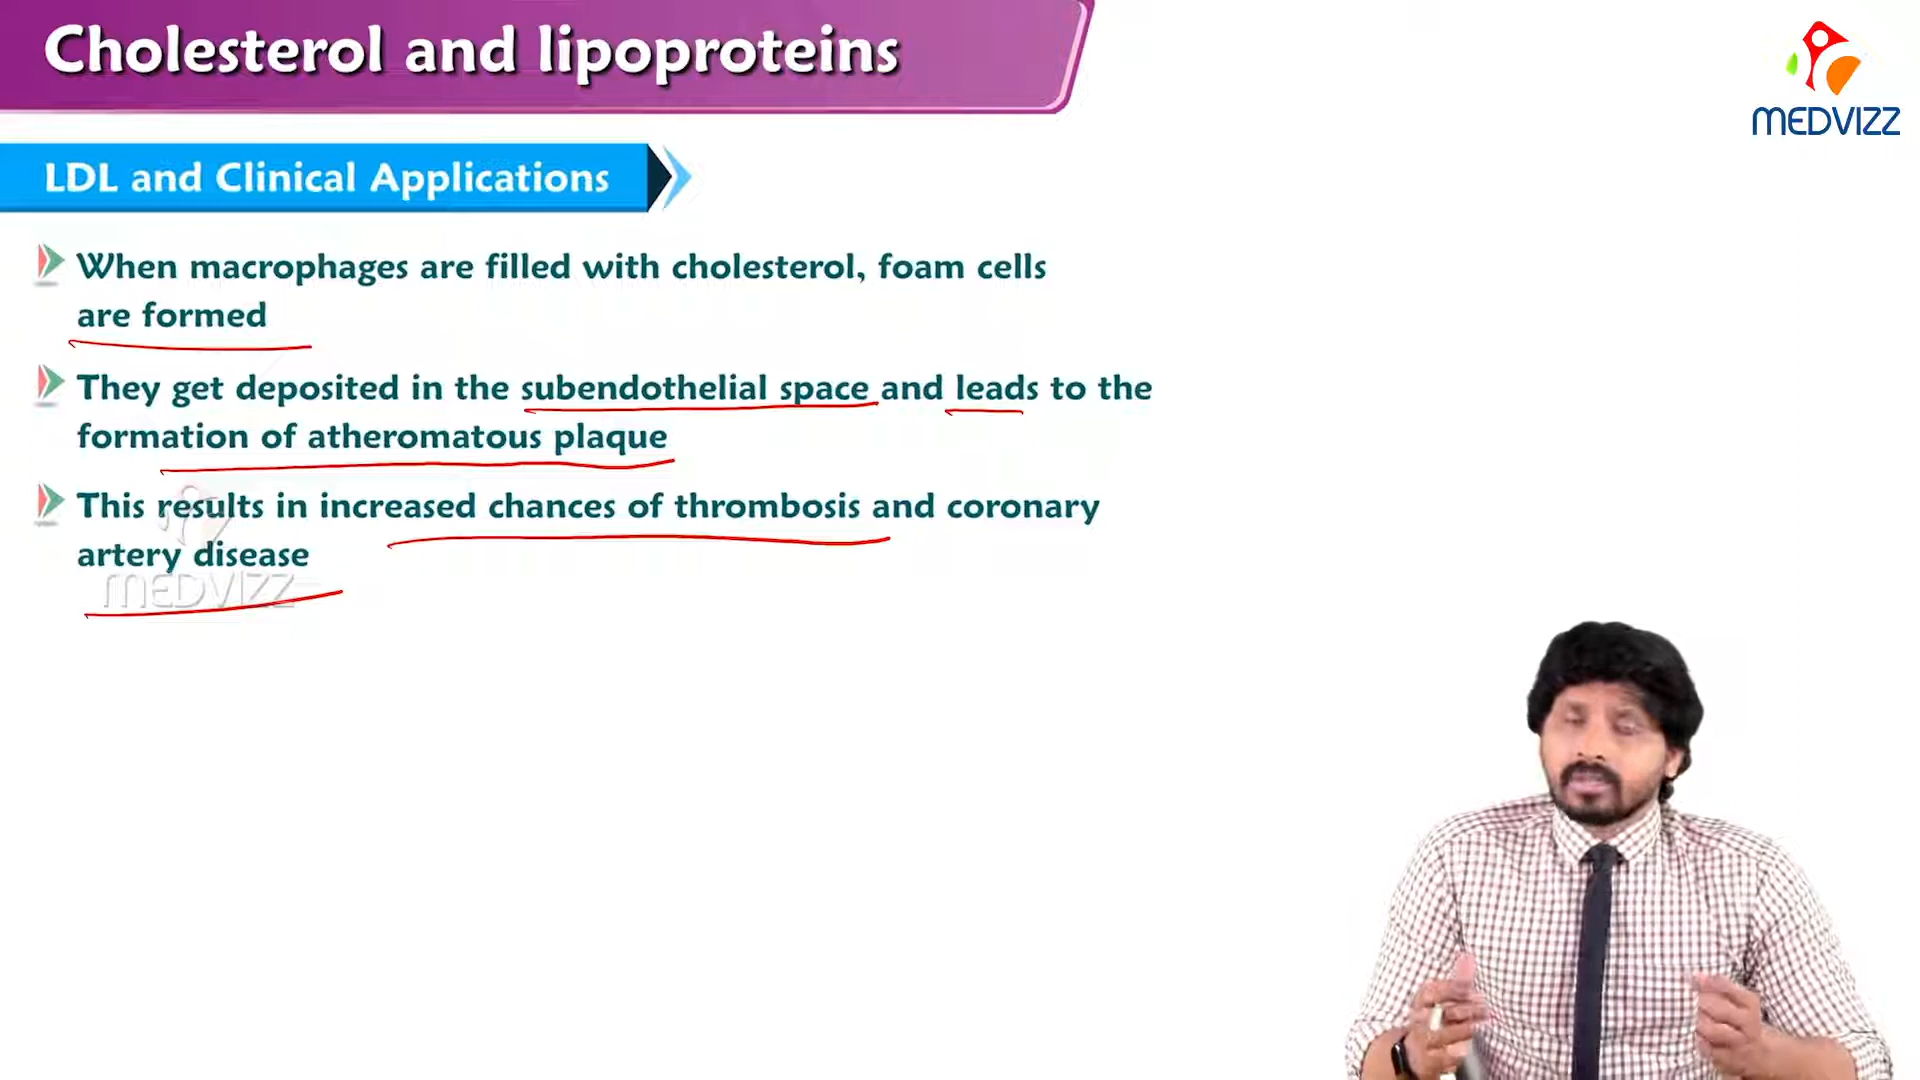 Cholesterol and lipoproteins
MEDVIZZ
LDL and Clinical Applications
When macrophages are filled with cholesterol, foam cells
are formed
They get deposited in the subendothelial space and leads to the
formation of atheromatous plaque
This results in increased chances of thrombosis and coronary
artery disease
MEDVIZZ